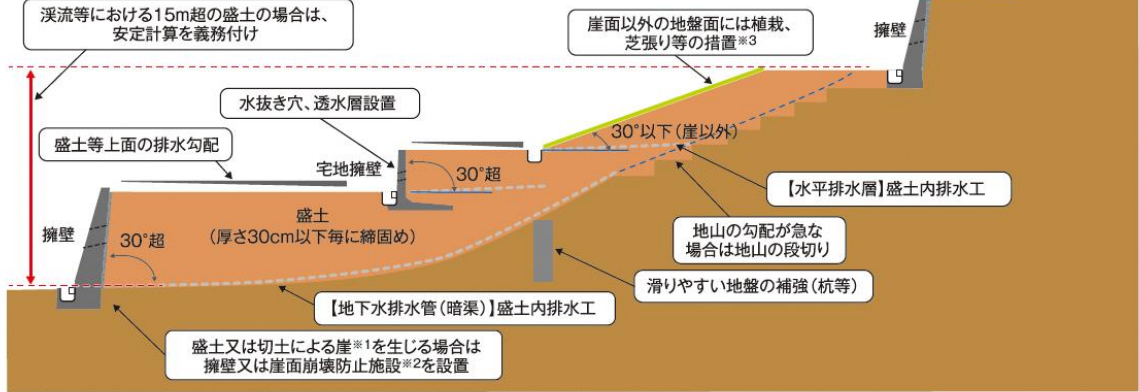 渓流等における15m超の盛土の場合は、
安定計算を義務付け
崖面以外の地盤面には植栽、
芝張り等の措置※3
擁壁
水抜き穴、透水層設置
盛土等上面の排水勾配
30°以下(崖以外)
宅地擁壁
30°超
【水平排水層】盛土内排水工
盛土
(厚さ30cm以下毎に締固め)
擁壁
30°超
地山の勾配が急な
場合は地山の段切り
滑りやすい地盤の補強(杭等)
【地下水排水管(暗渠)】盛土内排水工
盛土又は切土による崖※1を生じる場合は
擁壁又は崖面崩壊防止施設※2を設置